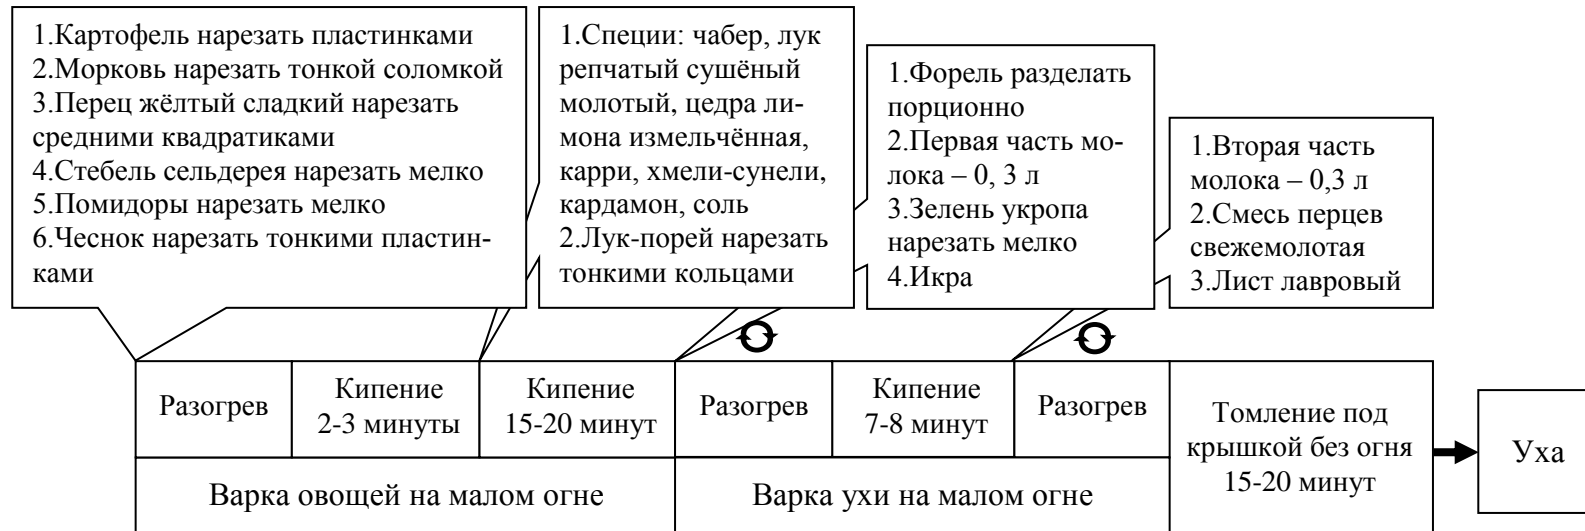 1.Картофель нарезать пластинками
2.Морковь нарезать тонкой соломкой
3.Перец жёлтый сладкий нарезать
средними квадратиками
4.Стебель сельдерея нарезать мелко
5.Помидоры нарезать мелко
6.Чеснок нарезать тонкими пластин-
ками
1.Специи: чабер, лук
репчатый сушёный
молотый, цедра ли-
мона измельчённая,
карри, хмели-сунели,
кардамон, соль
2.Лук-порей нарезать
тонкими кольцами
1.Форель разделать
порционно
2.Первая часть мо-
лока – 0, 3 л
3.Зелень укропа
нарезать мелко
4.Икра
1.Вторая часть
молока – 0,3 л
2.Смесь перцев
свежемолотая
3.Лист лавровый
Разогрев
Кипение
2-3 минуты
Кипение
15-20 минут
Разогрев
Кипение
7-8 минут
Разогрев
Томление под
крышкой без огня
15-20 минут
Уха
Варка овощей на малом огне
Варка ухи на малом огне